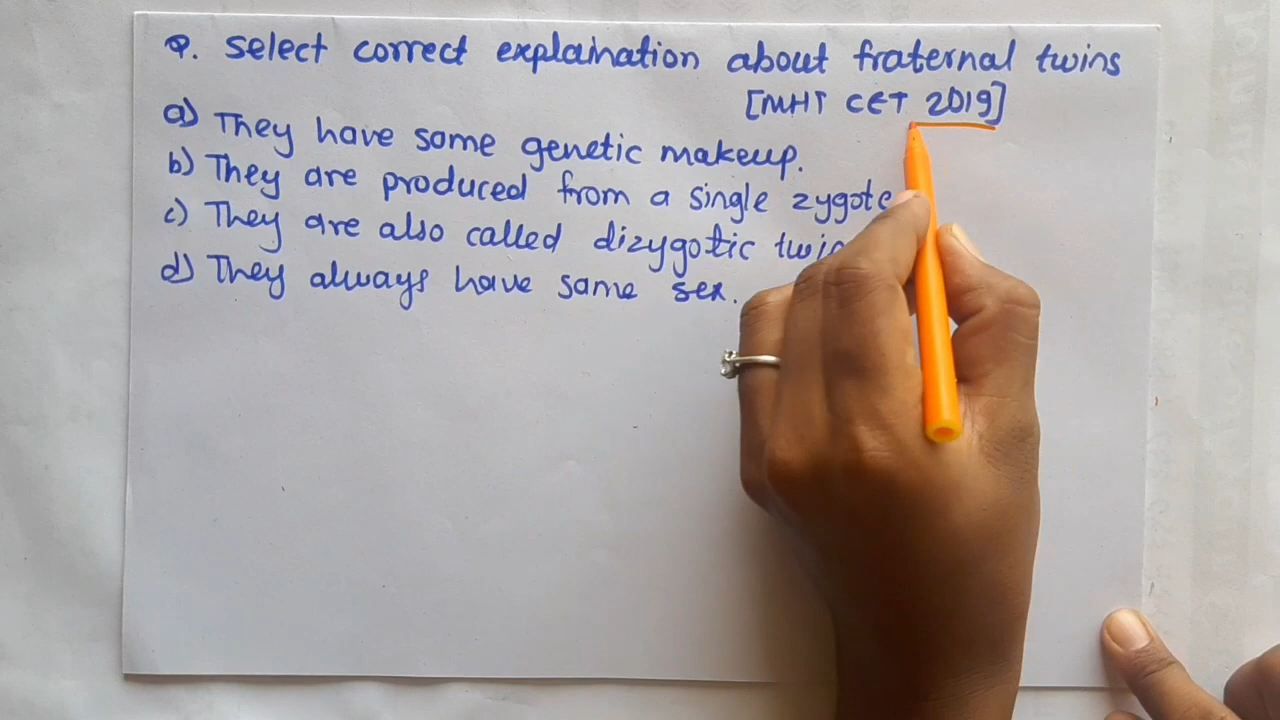 Q. select correct explaination about fraternal twins
[MHT CET 2019]
a) They have same genetic makeup.
b) They are produced from a single zygote
c) They are also called dizygotic
d) They always have same sex.